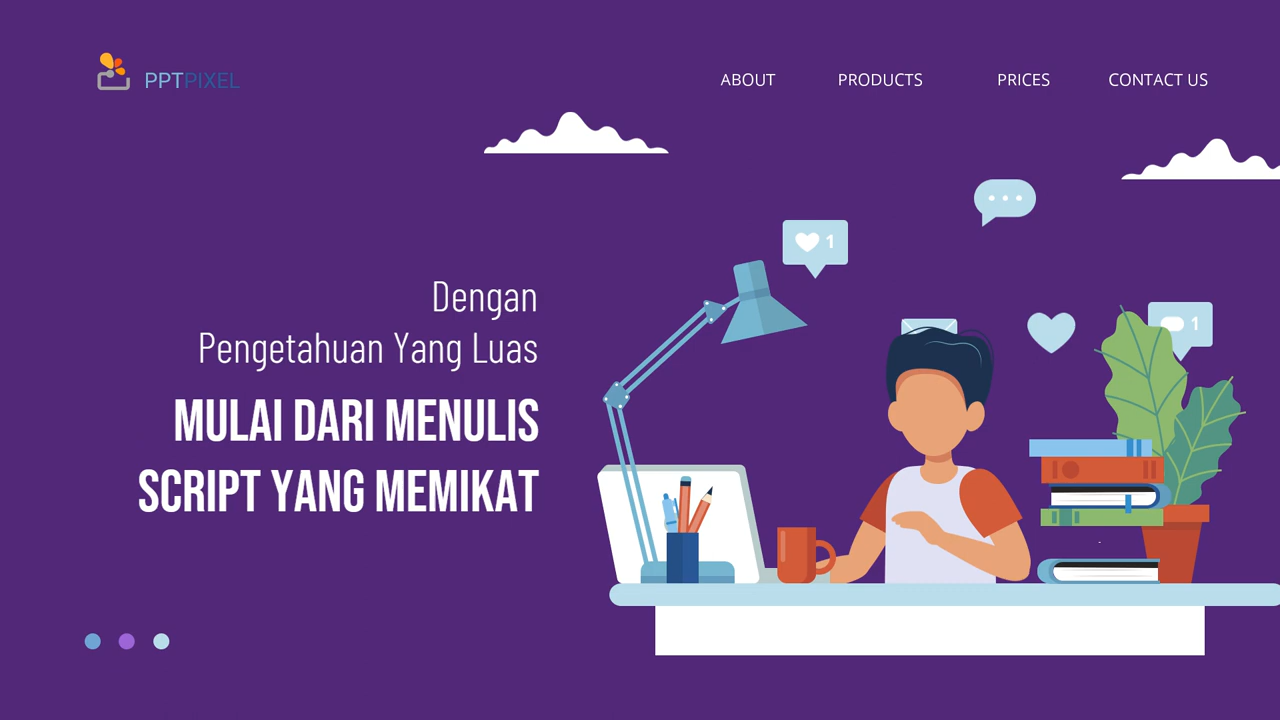 PPTPIXEL
ABOUT PRODUCTS PRICES CONTACT US
1
1
Dengan
Pengetahuan Yang Luas
MULAI DARI MENULIS
SCRIPT YANG MEMIKAT